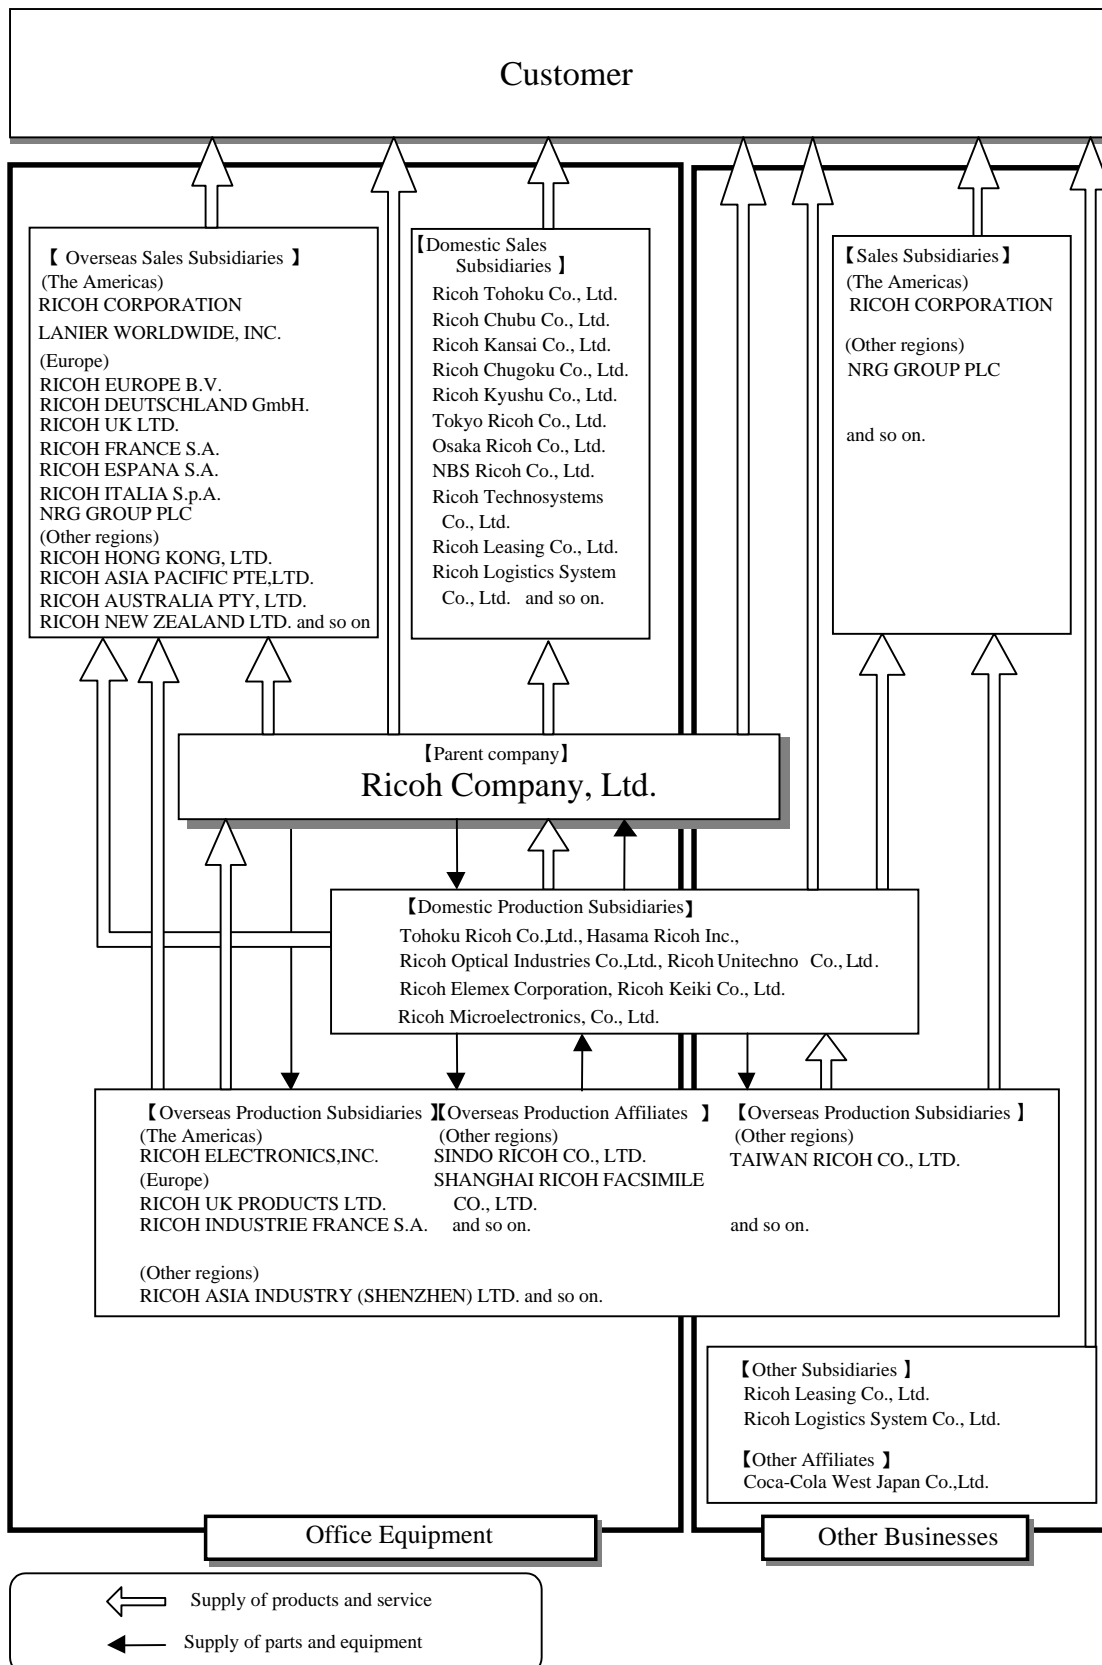 Customer
【 Overseas Sales Subsidiaries 】
(The Americas)
RICOH CORPORATION
LANIER WORLDWIDE, INC.
(Europe)
RICOH EUROPE B.V.
RICOH DEUTSCHLAND GmbH.
RICOH UK LTD.
RICOH FRANCE S.A.
RICOH ESPANA S.A.
RICOH ITALIA S.p.A.
NRG GROUP PLC
(Other regions)
RICOH HONG KONG, LTD.
RICOH ASIA PACIFIC PTE,LTD.
RICOH AUSTRALIA PTY, LTD.
RICOH NEW ZEALAND LTD. and so on
【Domestic Sales
Subsidiaries 】
Ricoh Tohoku Co., Ltd.
Ricoh Chubu Co., Ltd.
Ricoh Kansai Co., Ltd.
Ricoh Chugoku Co., Ltd.
Ricoh Kyushu Co., Ltd.
Tokyo Ricoh Co., Ltd.
Osaka Ricoh Co., Ltd.
NBS Ricoh Co., Ltd.
Ricoh Technosystems
Co., Ltd.
Ricoh Leasing Co., Ltd.
Ricoh Logistics System
Co., Ltd. and so on.
【Sales Subsidiaries】
(The Americas)
RICOH CORPORATION
(Other regions)
NRG GROUP PLC
and so on.
【Parent company】
Ricoh Company, Ltd.
【Domestic Production Subsidiaries】
Tohoku Ricoh Co.,Ltd., Hasama Ricoh Inc.,
Ricoh Optical Industries Co.,Ltd., Ricoh Unitechno Co., Ltd.
Ricoh Elemex Corporation, Ricoh Keiki Co., Ltd.
Ricoh Microelectronics, Co., Ltd.
【Overseas Production Subsidiaries 】
(The Americas)
RICOH ELECTRONICS,INC.
(Europe)
RICOH UK PRODUCTS LTD.
RICOH INDUSTRIE FRANCE S.A.
(Other regions)
RICOH ASIA INDUSTRY (SHENZHEN) LTD. and so on.
【Overseas Production Affiliates 】
(Other regions)
SINDO RICOH CO., LTD.
SHANGHAI RICOH FACSIMILE
CO., LTD.
and so on.
【Overseas Production Subsidiaries 】
(Other regions)
TAIWAN RICOH CO., LTD.
and so on.
【Other Subsidiaries 】
Ricoh Leasing Co., Ltd.
Ricoh Logistics System Co., Ltd.
【Other Affiliates 】
Coca-Cola West Japan Co.,Ltd.
Office Equipment
Other Businesses
Supply of products and service
Supply of parts and equipment